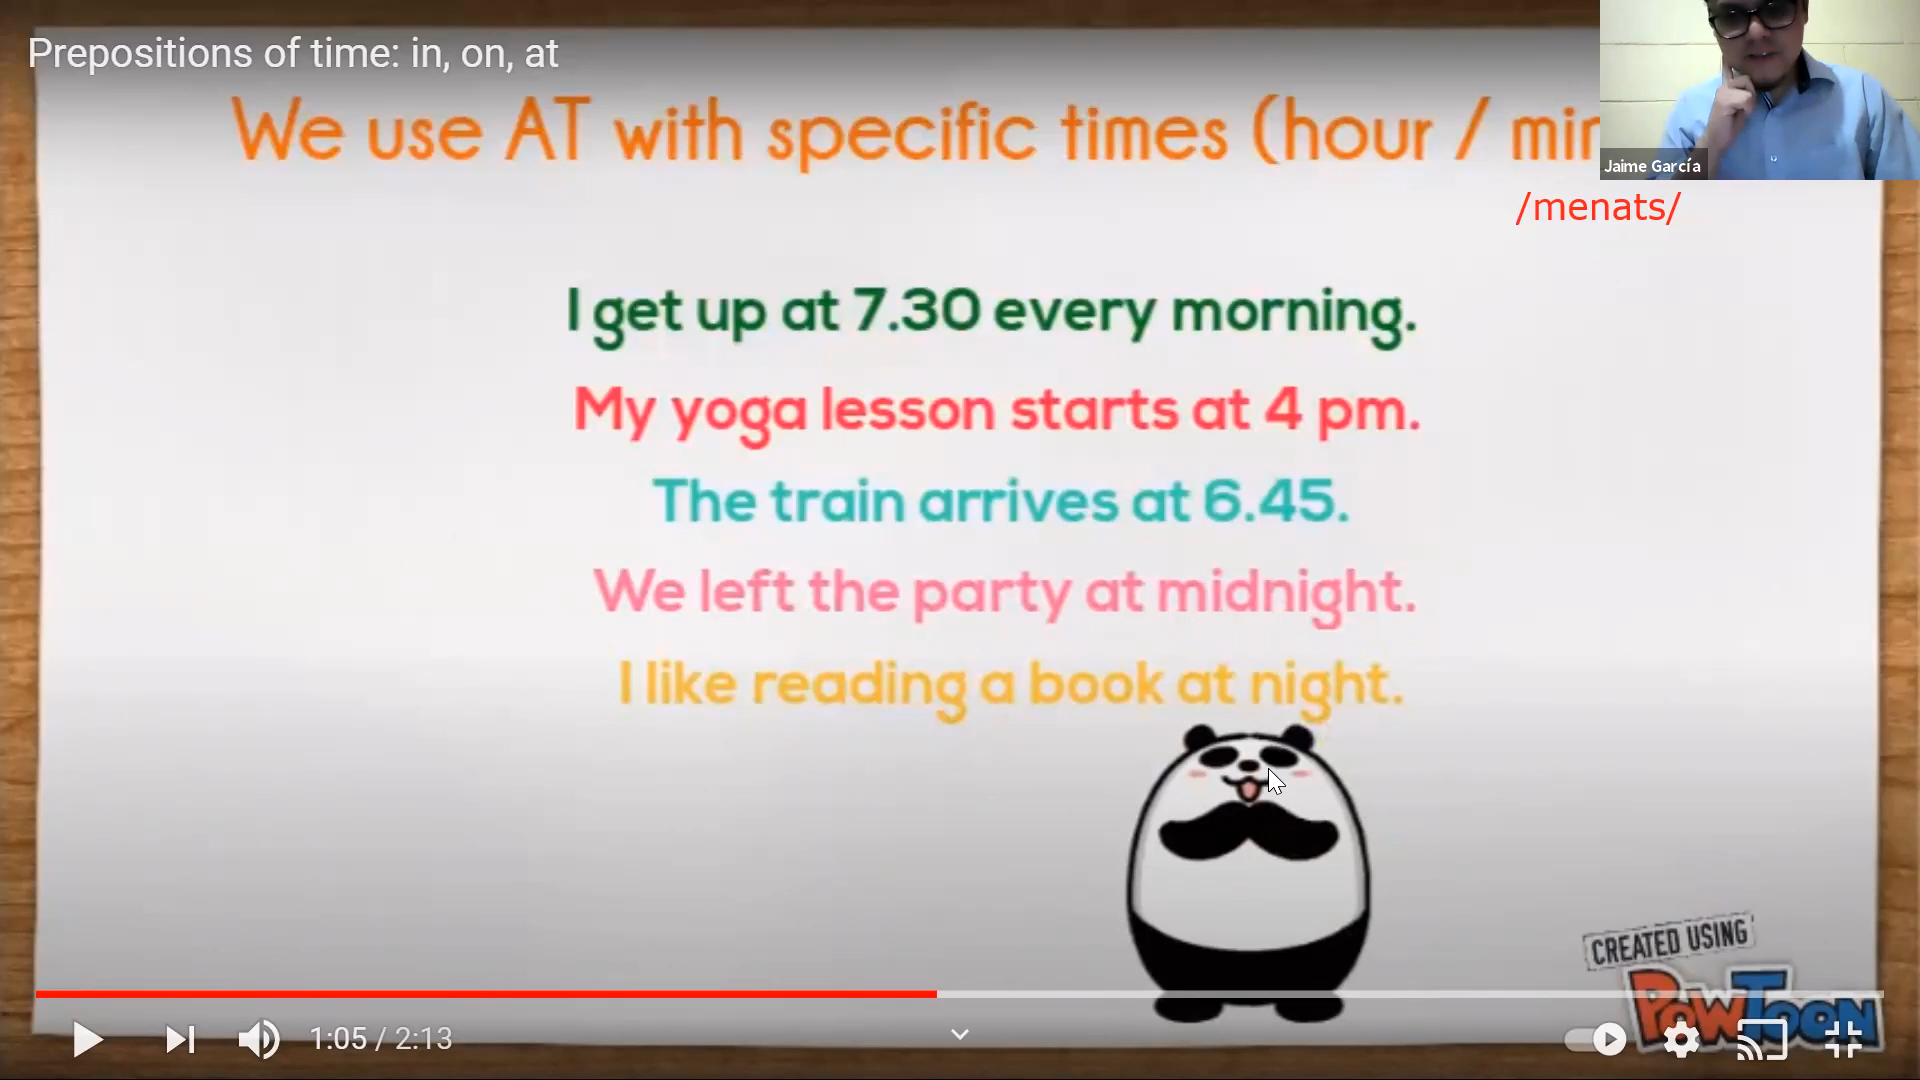 Prepositions of time: in, on, at
We use AT with specific times (hour / min
Jaime García
/menats/
I get up at 7.30 every morning.
My yoga lesson starts at 4 pm.
The train arrives at 6.45.
We left the party at midnight.
I like reading a book at night.
CREATED USING
POWTOON
1:05 / 2:13